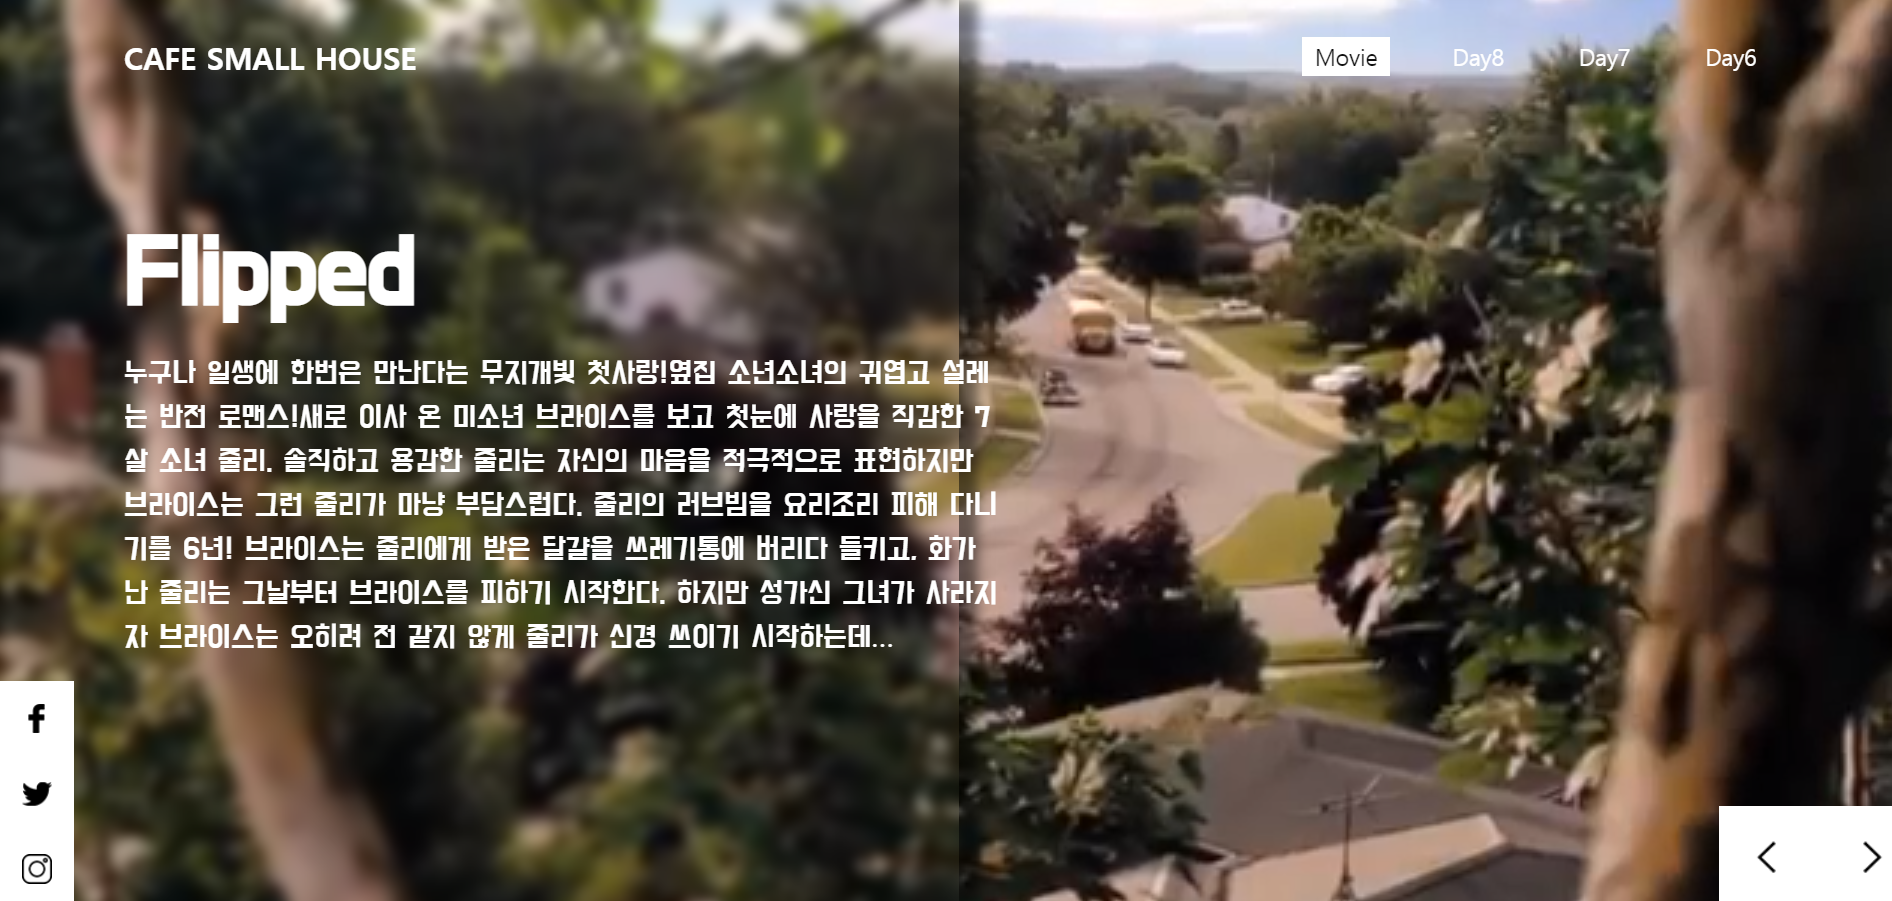 CAFE SMALL HOUSE
Movie Day8 Day7 Day6
Flipped
누구나 일생에 한번은 만난다는 무지개빛 첫사랑!옆집 소년소녀의 귀엽고 설레
는 반전 로맨스!새로 이사 온 미소년 브라이스를 보고 첫눈에 사랑을 직감한 7
살 소녀 줄리. 솔직하고 용감한 줄리는 자신의 마음을 적극적으로 표현하지만
브라이스는 그런 줄리가 마냥 부담스럽다. 줄리의 러브빔을 요리조리 피해 다니
기를 6년! 브라이스는 줄리에게 받은 달걀을 쓰레기통에 버리다 들키고, 화가
난 줄리는 그날부터 브라이스를 피하기 시작한다. 하지만 성가신 그녀가 사라지
자 브라이스는 오히려 전 같지 않게 줄리가 신경 쓰이기 시작하는데...